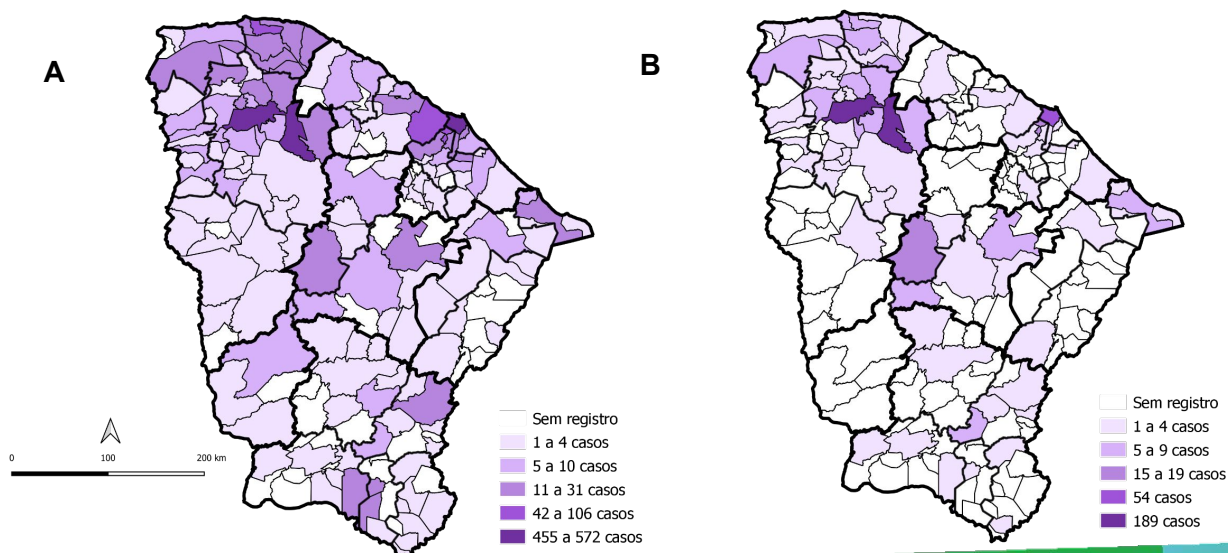 A
B
Sem registro
1 a 4 casos
5 a 10 casos
11 a 31 casos
42 a 106 casos
455 a 572 casos
0 100 200 km
Sem registro
1 a 4 casos
5 a 9 casos
15 a 19 casos
54 casos
189 casos